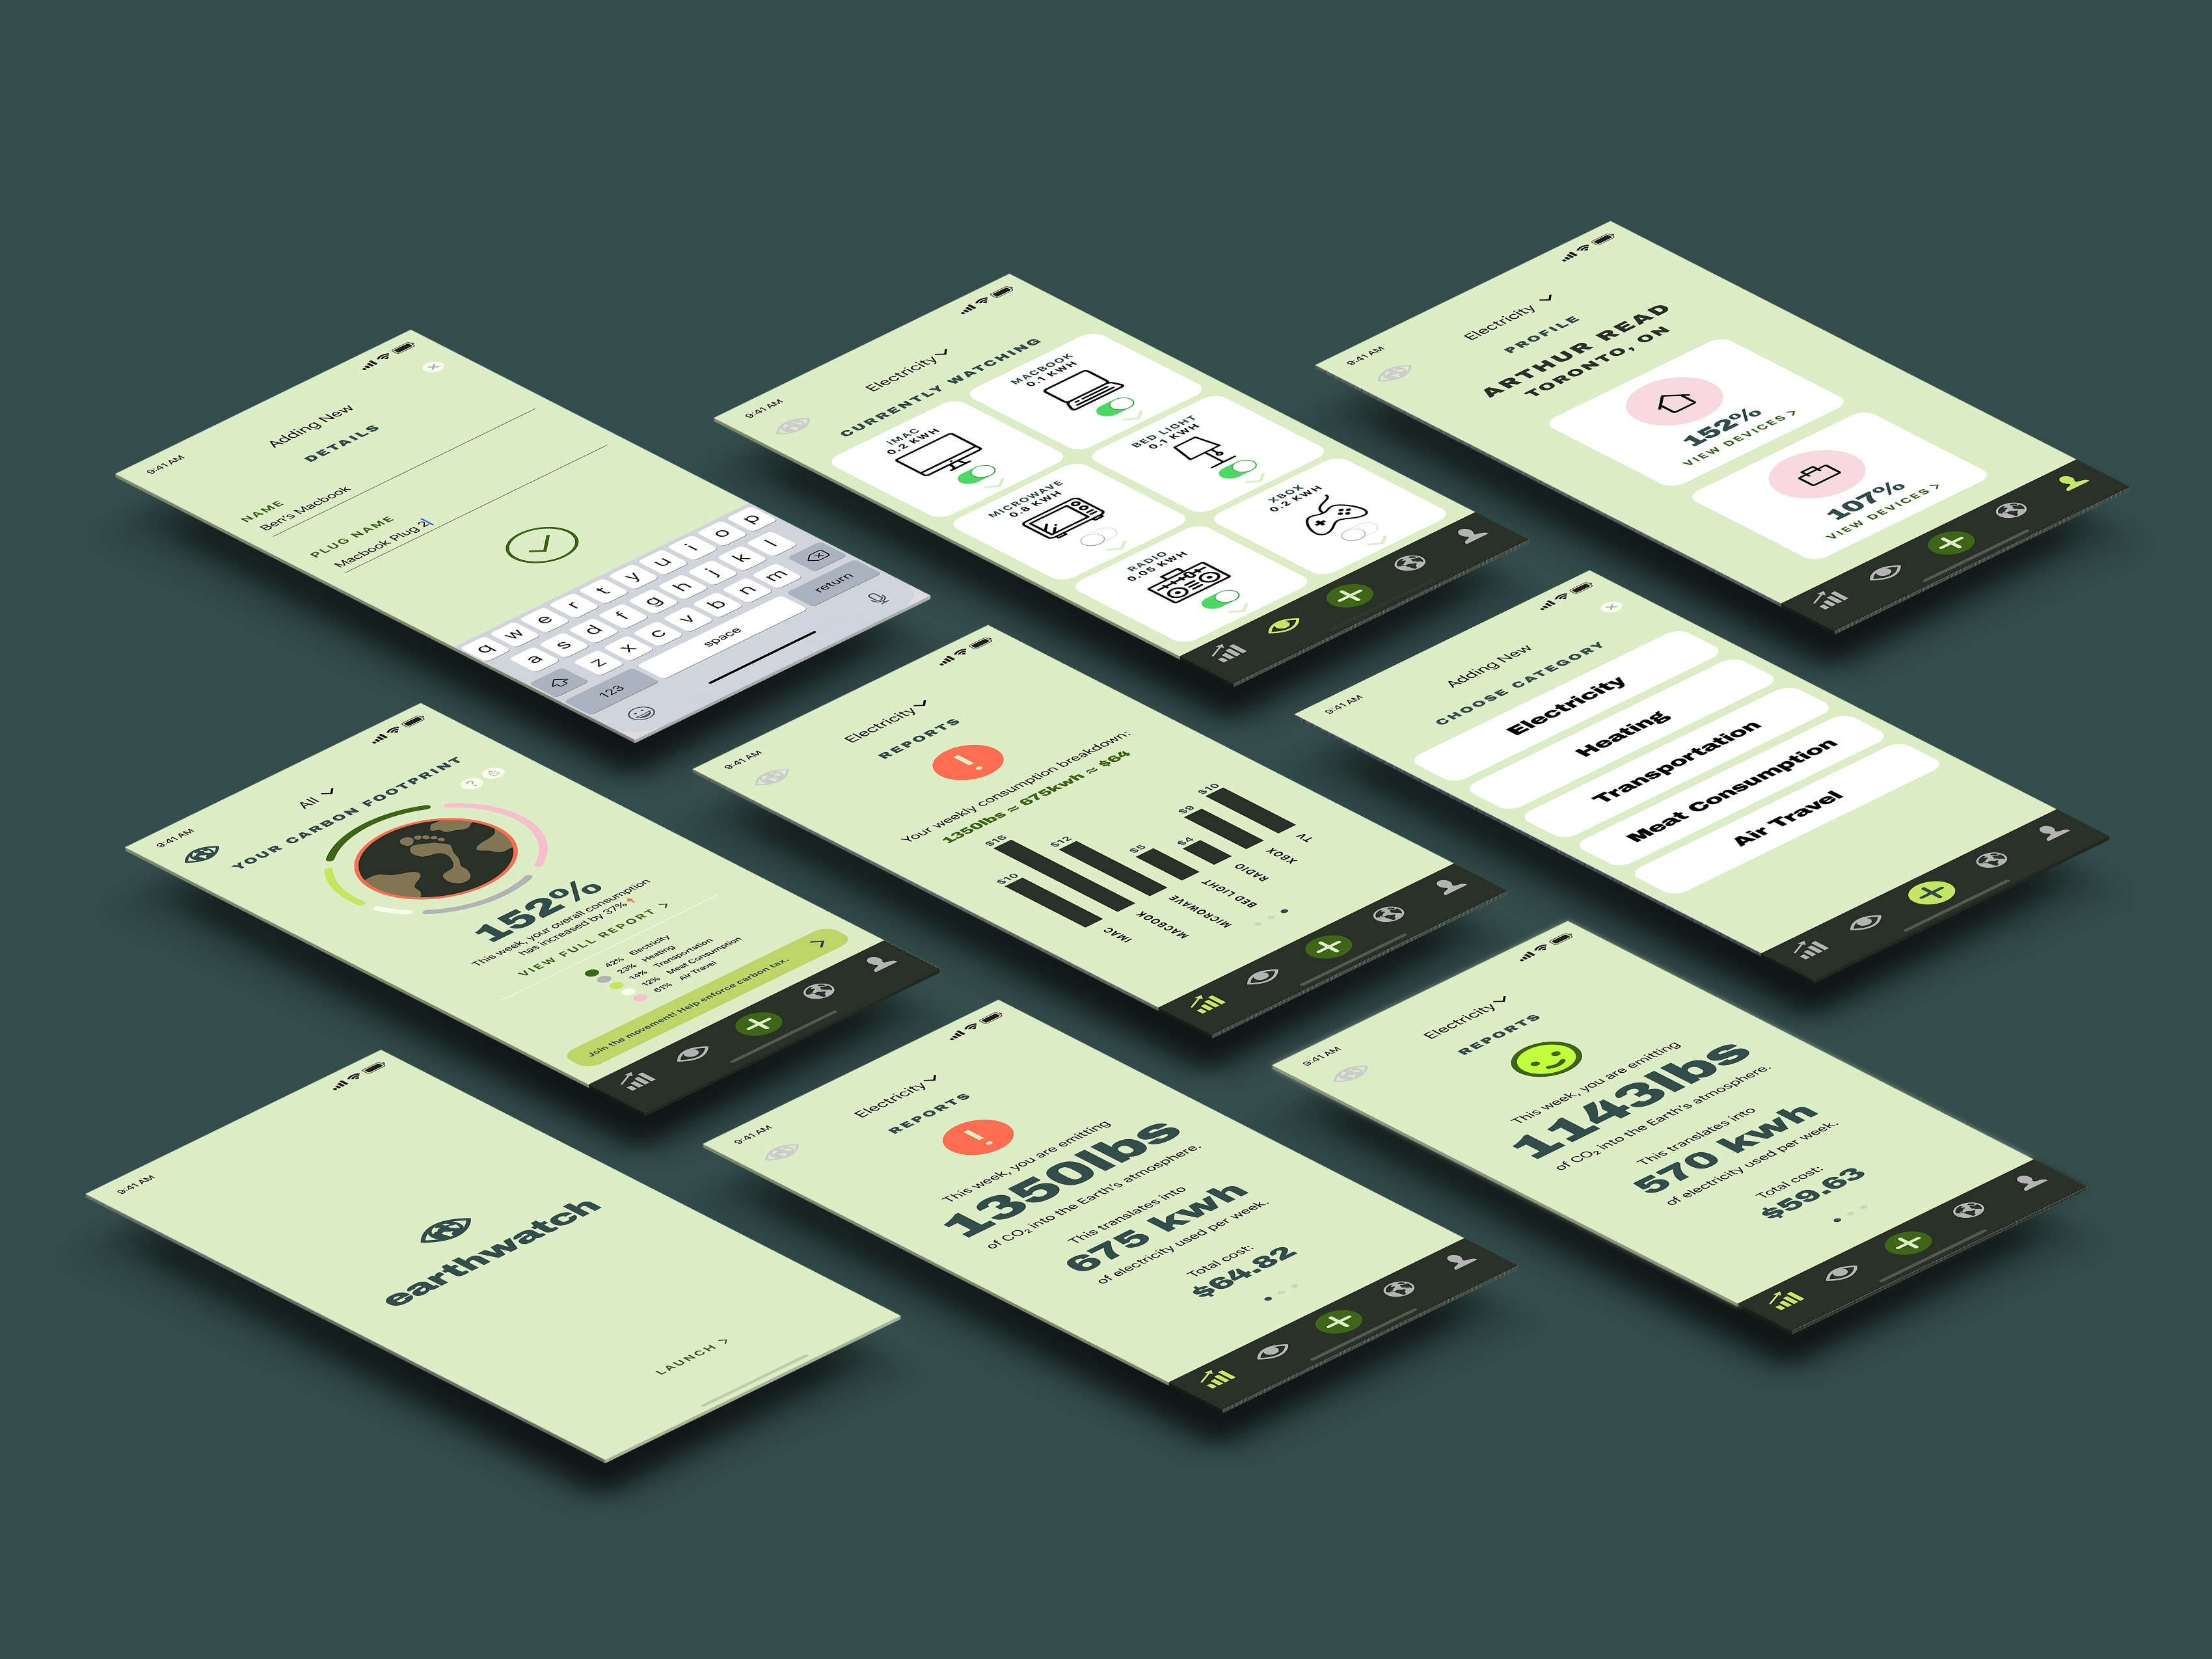 9:41 AM
Adding New
DETAILS
NAME
Ben's Macbook
PLUG NAME
Macbook Plug 2
q w e r t y u i o p
a s d f g h j k l
z x c v b n m
123 space return
9:41 AM
Electricity
CURRENTLY WATCHING
IMAC
0.2 KWH
MACBOOK
0.1 KWH
MICROWAVE
0.8 KWH
BED LIGHT
0.1 KWH
RADIO
0.05 KWH
XBOX
0.2 KWH
9:41 AM
Electricity
PROFILE
ARTHUR READ
TORONTO, ON
152%
VIEW DEVICES >
107%
VIEW DEVICES >
9:41 AM
All
YOUR CARBON FOOTPRINT
?
152%
This week, your overall consumption
has increased by 37%
VIEW FULL REPORT >
42% Electricity
23% Heating
14% Transportation
12% Meat Consumption
61% Air Travel
Join the movement! Help enforce carbon tax. >
9:41 AM
Electricity
REPORTS
!
Your weekly consumption breakdown:
1350lbs ≈ 675kwh ≈ $64
$10 $16 $12 $5 $4 $9 $10
IMAC MACBOOK MICROWAVE BED LIGHT RADIO XBOX TV
9:41 AM
Adding New
CHOOSE CATEGORY
Electricity
Heating
Transportation
Meat Consumption
Air Travel
9:41 AM
earthwatch
LAUNCH >
9:41 AM
Electricity
REPORTS
!
This week, you are emitting
1350lbs
of CO₂ into the Earth's atmosphere.
This translates into
675 kwh
of electricity used per week.
Total cost:
$64.82
9:41 AM
Electricity
REPORTS
This week, you are emitting
1143lbs
of CO₂ into the Earth's atmosphere.
This translates into
570 kwh
of electricity used per week.
Total cost:
$59.63